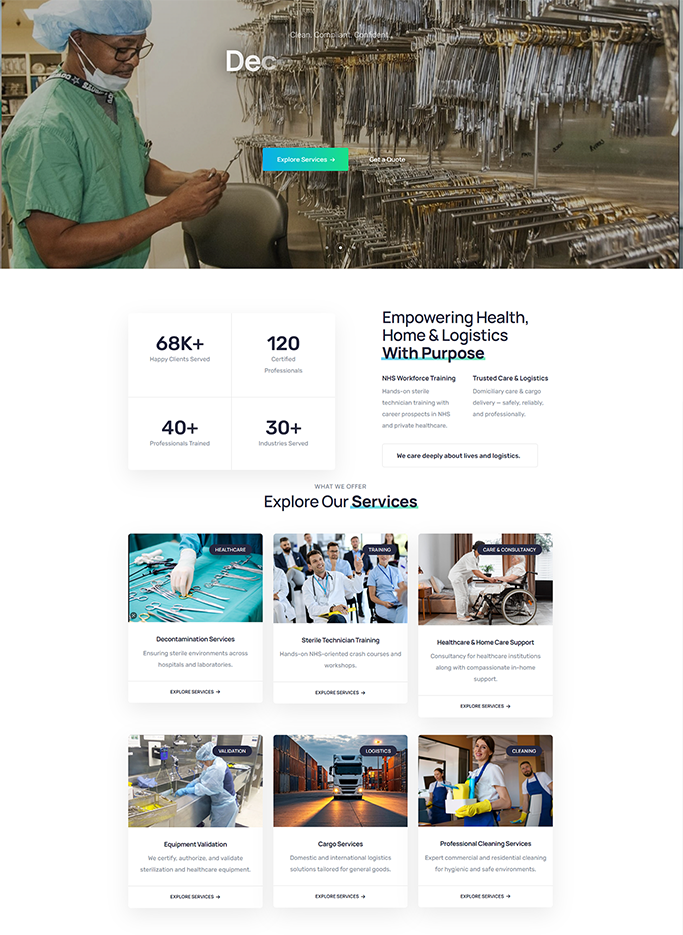 Clean. Compliant. Confident.
Dec
Explore Services →
Get a Quote
68K+
Happy Clients Served
120
Certified
Professionals
40+
Professionals Trained
30+
Industries Served
Empowering Health,
Home & Logistics
With Purpose
NHS Workforce Training
Hands-on sterile
technician training with
career prospects in NHS
and private healthcare.
Trusted Care & Logistics
Domiciliary care & cargo
delivery — safely, reliably,
and professionally.
We care deeply about lives and logistics.
WHAT WE OFFER
Explore Our Services
HEALTHCARE
Decontamination Services
Ensuring sterile environments across
hospitals and laboratories.
EXPLORE SERVICES →
TRAINING
Sterile Technician Training
Hands-on NHS-oriented crash courses and
workshops.
EXPLORE SERVICES →
CARE & CONSULTANCY
Healthcare & Home Care Support
Consultancy for healthcare institutions
along with compassionate in-home
support.
EXPLORE SERVICES →
VALIDATION
Equipment Validation
We certify, authorize, and validate
sterilization and healthcare equipment.
EXPLORE SERVICES →
LOGISTICS
Cargo Services
Domestic and international logistics
solutions tailored for general goods.
EXPLORE SERVICES →
CLEANING
Professional Cleaning Services
Expert commercial and residential cleaning
for hygienic and safe environments.
EXPLORE SERVICES →